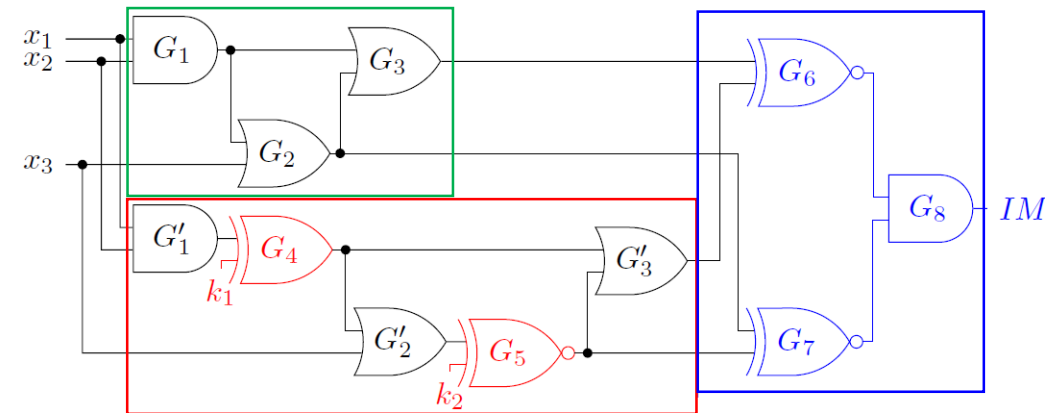 x₁
x₂
x₃
G₁
G₂
G₃
G′₁
G₄
k₁
G′₂
G₅
k₂
G′₃
G₆
G₇
G₈
IM